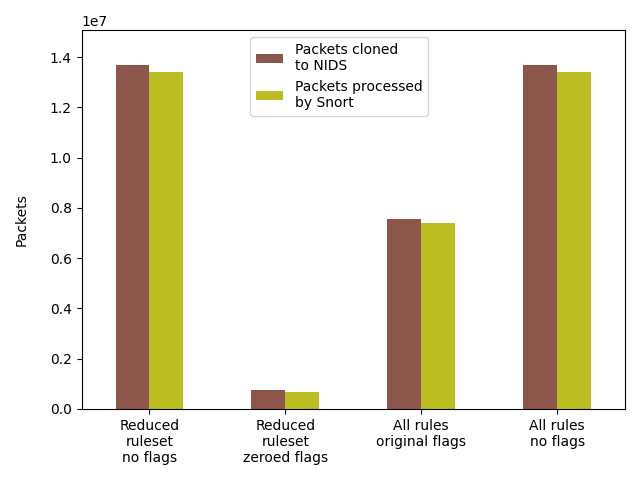 1e7
1.4
1.2
1.0
0.8
0.6
0.4
0.2
0.0
Packets
Packets cloned
to NIDS
Packets processed
by Snort
Reduced
ruleset
no flags
Reduced
ruleset
zeroed flags
All rules
original flags
All rules
no flags